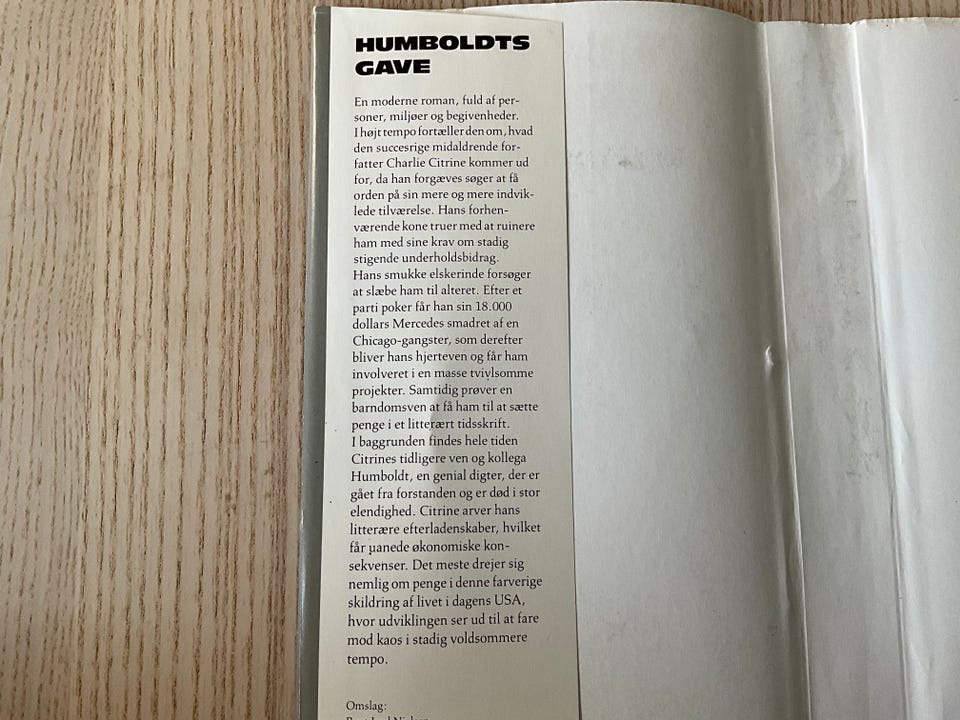 HUMBOLDTS
GAVE
En moderne roman, fuld af per-
soner, miljøer og begivenheder.
I højt tempo fortæller den om, hvad
den succesrige midaldrende for-
fatter Charlie Citrine kommer ud
for, da han forgæves søger at få
orden på sin mere og mere indvik-
lede tilværelse. Hans forhen-
værende kone truer med at ruinere
ham med sine krav om stadig
stigende underholdsbidrag.
Hans smukke elskerinde forsøger
at slæbe ham til alteret. Efter et
parti poker får han sin 18.000
dollars Mercedes smadret af en
Chicago-gangster, som derefter
bliver hans hjerteven og får ham
involveret i en masse tvivlsomme
projekter. Samtidig prøver en
barndomsven at få ham til at sætte
penge i et litterært tidsskrift.
I baggrunden findes hele tiden
Citrines tidligere ven og kollega
Humboldt, en genial digter, der er
gået fra forstanden og er død i stor
elendighed. Citrine arver hans
litterære efterladenskaber, hvilket
får uanede økonomiske kon-
sekvenser. Det meste drejer sig
nemlig om penge i denne farverige
skildring af livet i dagens USA,
hvor udviklingen ser ud til at fare
mod kaos i stadig voldsommere
tempo.
Omslag: